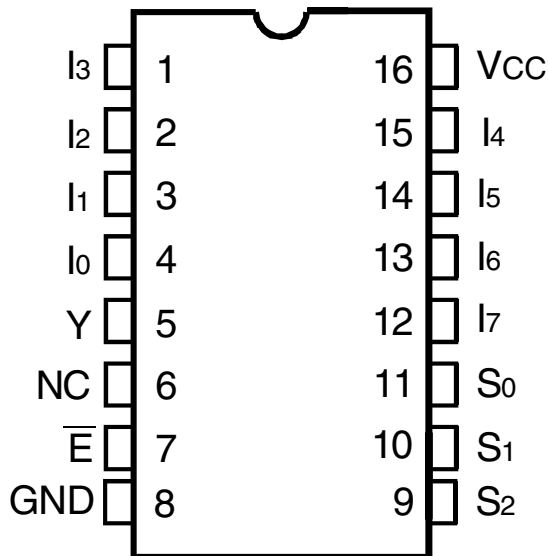 I3 1 16 VCC
I2 2 15 I4
I1 3 14 I5
I0 4 13 I6
Y 5 12 I7
NC 6 11 S0
E̅ 7 10 S1
GND 8 9 S2